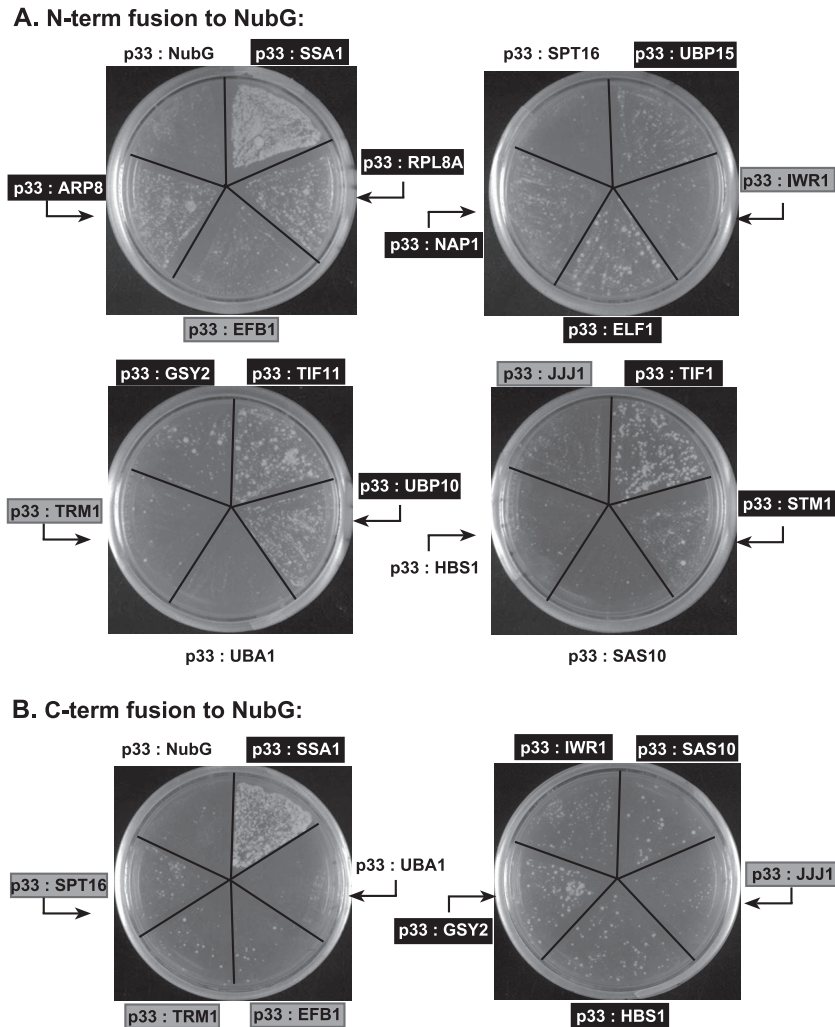 A. N-term fusion to NubG:
p33 : NubG
p33 : SSA1
p33 : SPT16
p33 : UBP15
p33 : ARP8
p33 : RPL8A
p33 : IWR1
p33 : NAP1
p33 : EFB1
p33 : ELF1
p33 : GSY2
p33 : TIF11
p33 : JJJ1
p33 : TIF1
p33 : TRM1
p33 : UBP10
p33 : STM1
p33 : HBS1
p33 : UBA1
p33 : SAS10
B. C-term fusion to NubG:
p33 : NubG
p33 : SSA1
p33 : IWR1
p33 : SAS10
p33 : SPT16
p33 : UBA1
p33 : JJJ1
p33 : GSY2
p33 : TRM1
p33 : EFB1
p33 : HBS1